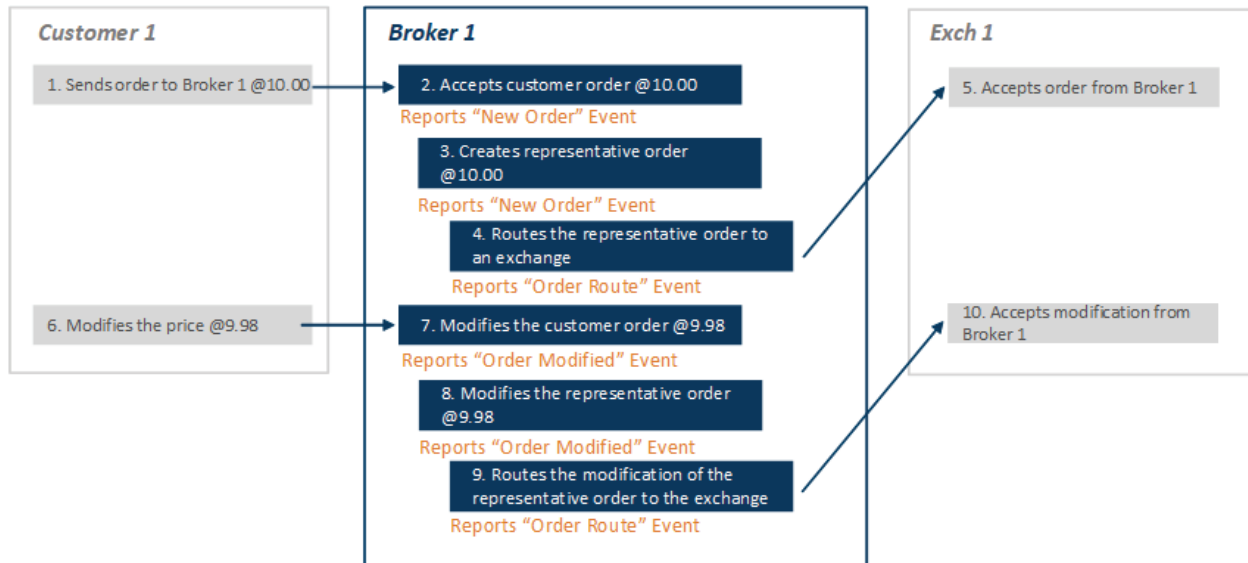 Customer 1
1. Sends order to Broker 1 @10.00
6. Modifies the price @9.98
Broker 1
2. Accepts customer order @10.00
Reports “New Order” Event
3. Creates representative order
@10.00
Reports “New Order” Event
4. Routes the representative order to
an exchange
Reports “Order Route” Event
7. Modifies the customer order @9.98
Reports “Order Modified” Event
8. Modifies the representative order
@9.98
Reports “Order Modified” Event
9. Routes the modification of the
representative order to the exchange
Reports “Order Route” Event
Exch 1
5. Accepts order from Broker 1
10. Accepts modification from
Broker 1